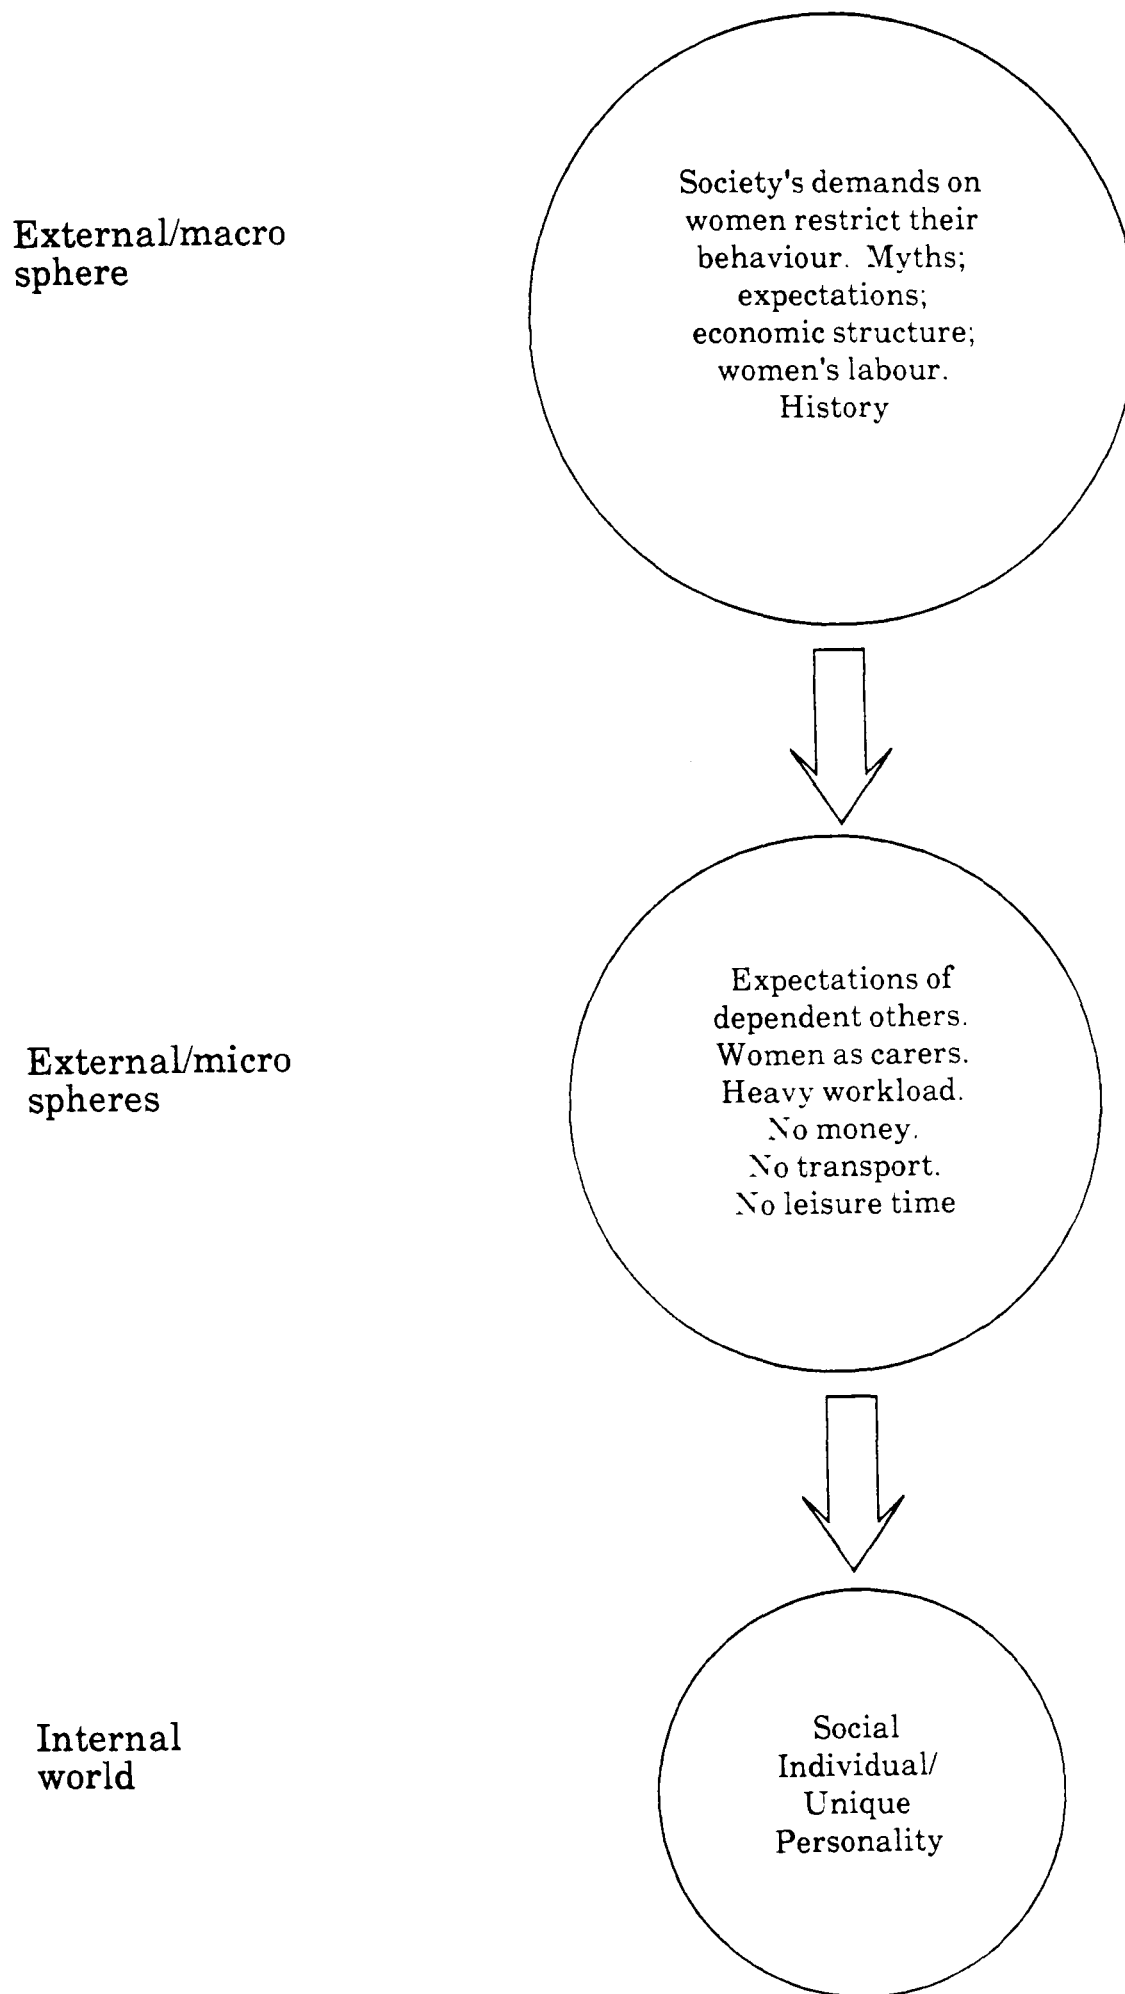 External/macro
sphere
Society's demands on
women restrict their
behaviour. Myths;
expectations;
economic structure;
women's labour.
History
External/micro
spheres
Expectations of
dependent others.
Women as carers.
Heavy workload.
No money.
No transport.
No leisure time
Internal
world
Social
Individual/
Unique
Personality